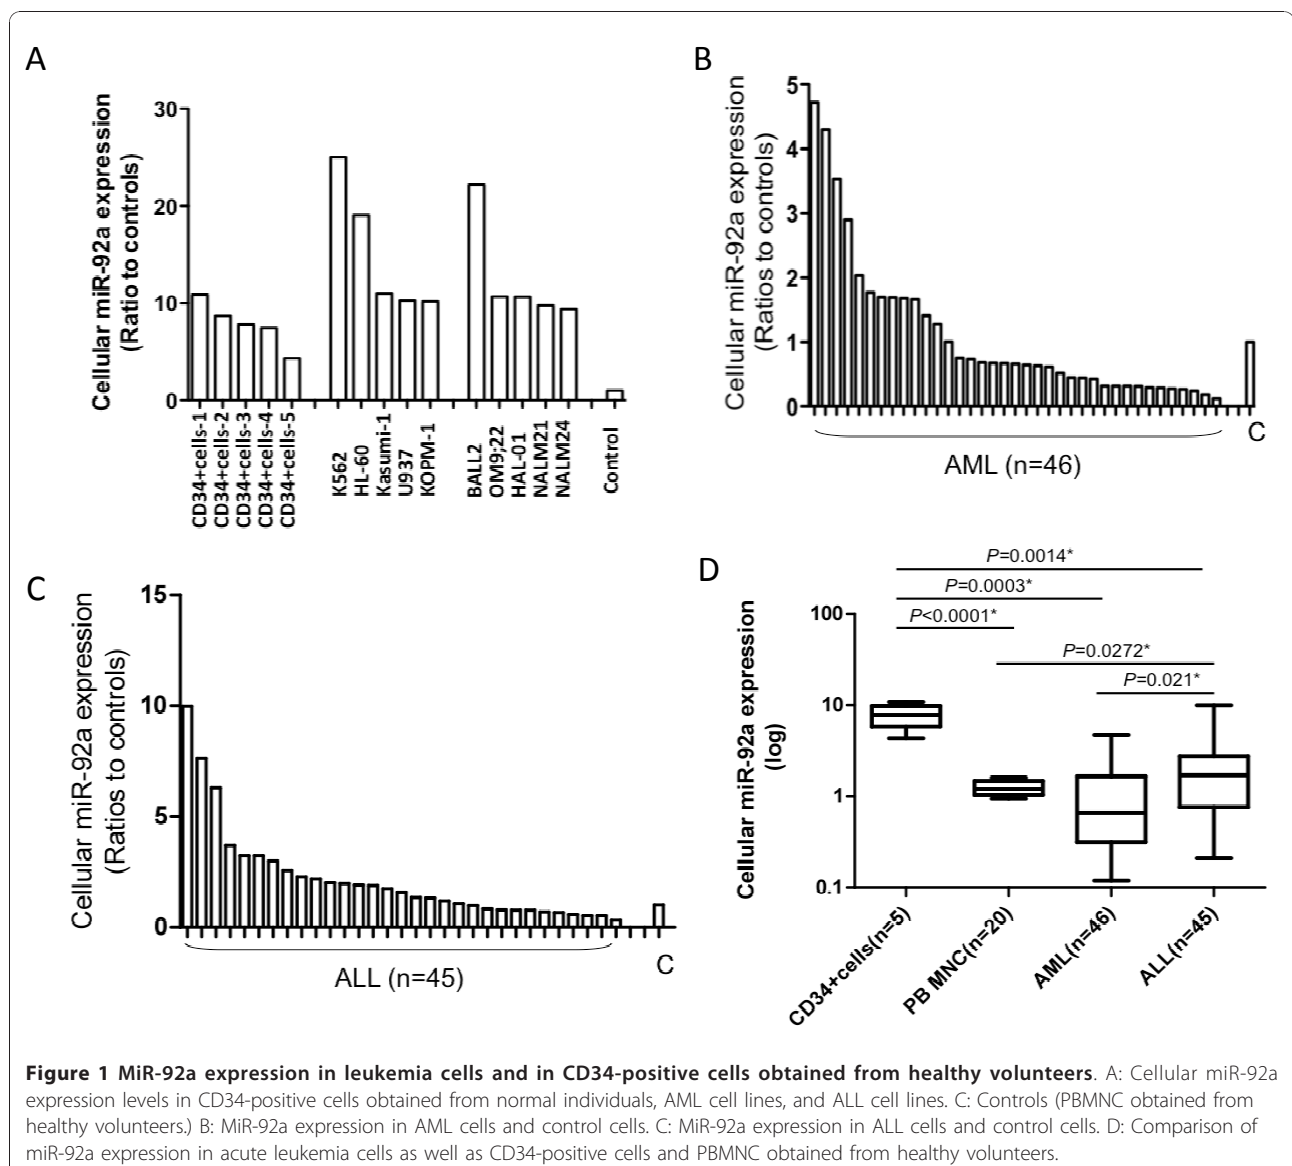 A
Cellular miR-92a expression
(Ratio to controls)
30
20
10
0
CD34+cells-1
CD34+cells-2
CD34+cells-3
CD34+cells-4
CD34+cells-5
K562
HL-60
Kasumi-1
U937
KOPM-1
BALL2
OM9;22
HAL-01
NALM21
NALM24
Control
B
Cellular miR-92a expression
(Ratios to controls)
5
4
3
2
1
0
C
AML (n=46)
C
Cellular miR-92a expression
(Ratios to controls)
15
10
5
0
C
ALL (n=45)
D
Cellular miR-92a expression
(log)
P=0.0014*
P=0.0003*
P<0.0001*
P=0.0272*
P=0.021*
100
10
1
0.1
CD34+cells(n=5)
PB MNC(n=20)
AML(n=46)
ALL(n=45)
Figure 1 MiR-92a expression in leukemia cells and in CD34-positive cells obtained from healthy volunteers. A: Cellular miR-92a
expression levels in CD34-positive cells obtained from normal individuals, AML cell lines, and ALL cell lines. C: Controls (PBMNC obtained from
healthy volunteers.) B: MiR-92a expression in AML cells and control cells. C: MiR-92a expression in ALL cells and control cells. D: Comparison of
miR-92a expression in acute leukemia cells as well as CD34-positive cells and PBMNC obtained from healthy volunteers.